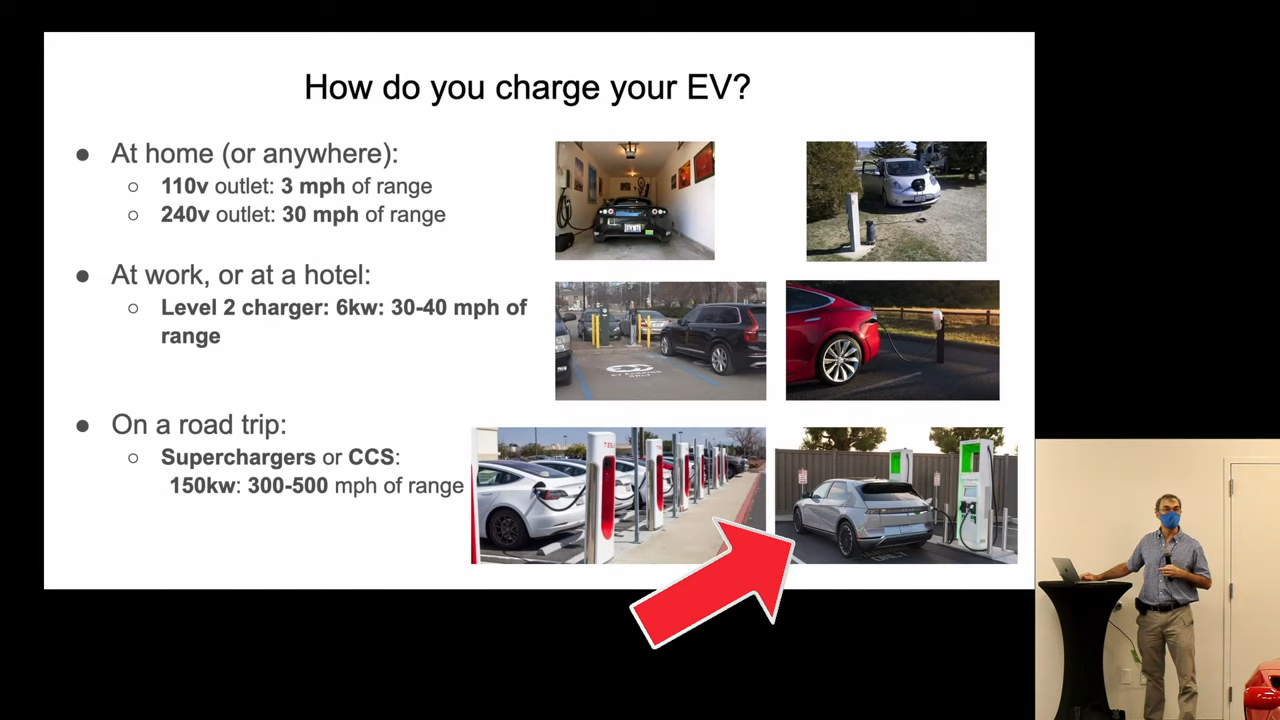 How do you charge your EV?
● At home (or anywhere):
○ 110v outlet: 3 mph of range
○ 240v outlet: 30 mph of range
● At work, or at a hotel:
○ Level 2 charger: 6kw: 30-40 mph of
range
● On a road trip:
○ Superchargers or CCS:
150kw: 300-500 mph of range